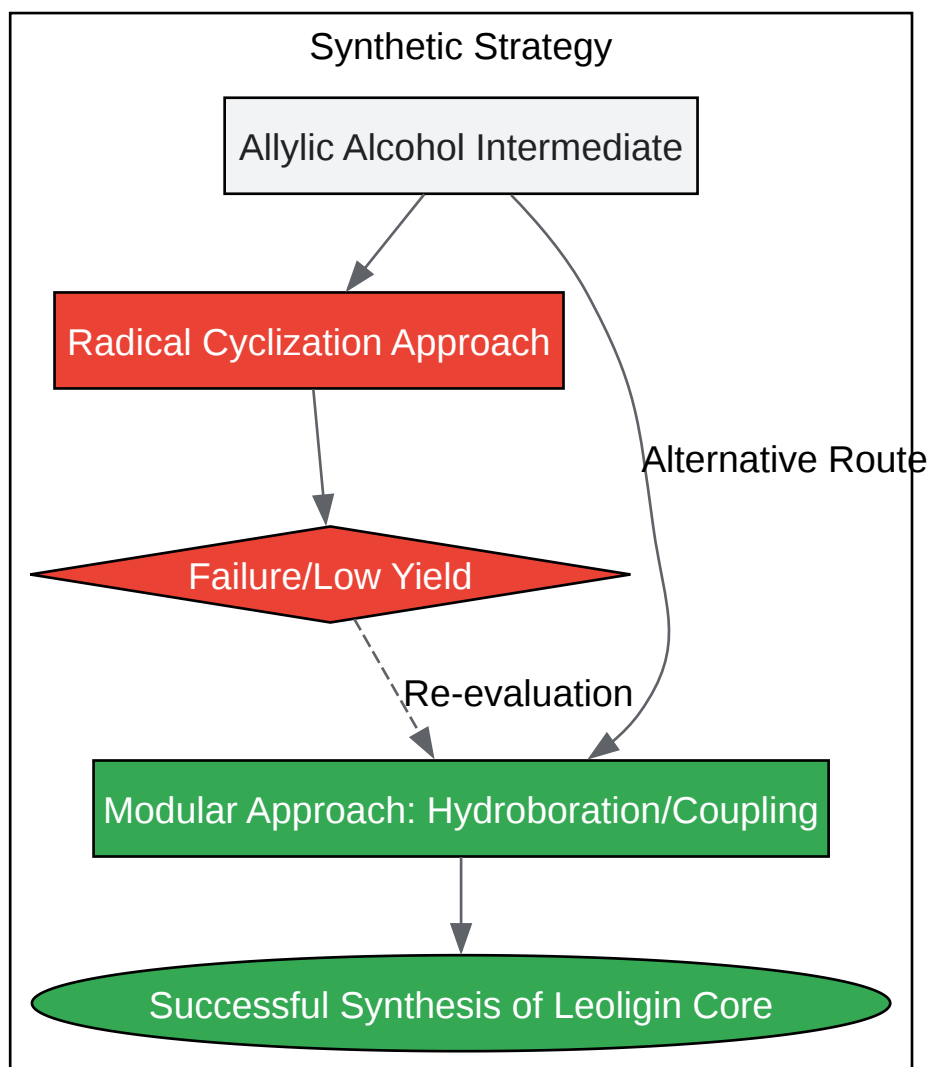 Synthetic Strategy
Allylic Alcohol Intermediate
Radical Cyclization Approach
Alternative Route
Failure/Low Yield
Re-evaluation
Modular Approach: Hydroboration/Coupling
Successful Synthesis of Leoligin Core